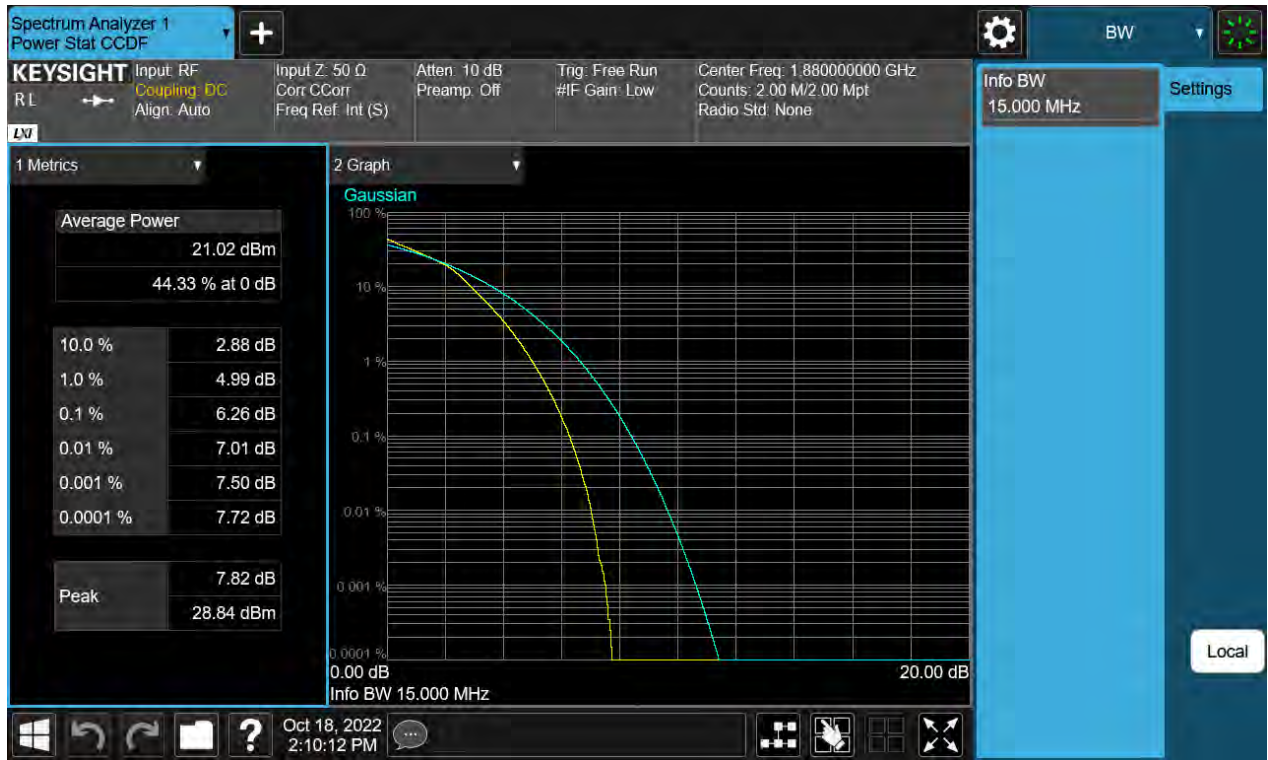 Spectrum Analyzer 1
Power Stat CCDF
+
BW
KEYSIGHT
RL
LXI
Input: RF
Coupling: DC
Align: Auto
Input Z: 50 Ω
Corr CCorr
Freq Ref: Int (S)
Atten: 10 dB
Preamp: Off
Trig: Free Run
#IF Gain: Low
Center Freq: 1.880000000 GHz
Counts: 2.00 M/2.00 Mpt
Radio Std: None
Info BW
15.000 MHz
Settings
1 Metrics
Average Power
21.02 dBm
44.33 % at 0 dB
10.0 % 2.88 dB
1.0 % 4.99 dB
0.1 % 6.26 dB
0.01 % 7.01 dB
0.001 % 7.50 dB
0.0001 % 7.72 dB
Peak
7.82 dB
28.84 dBm
2 Graph
Gaussian
100 %
10 %
1 %
0.1 %
0.01 %
0.001 %
0.0001 %
0.00 dB 20.00 dB
Info BW 15.000 MHz
Local
?
Oct 18, 2022
2:10:12 PM